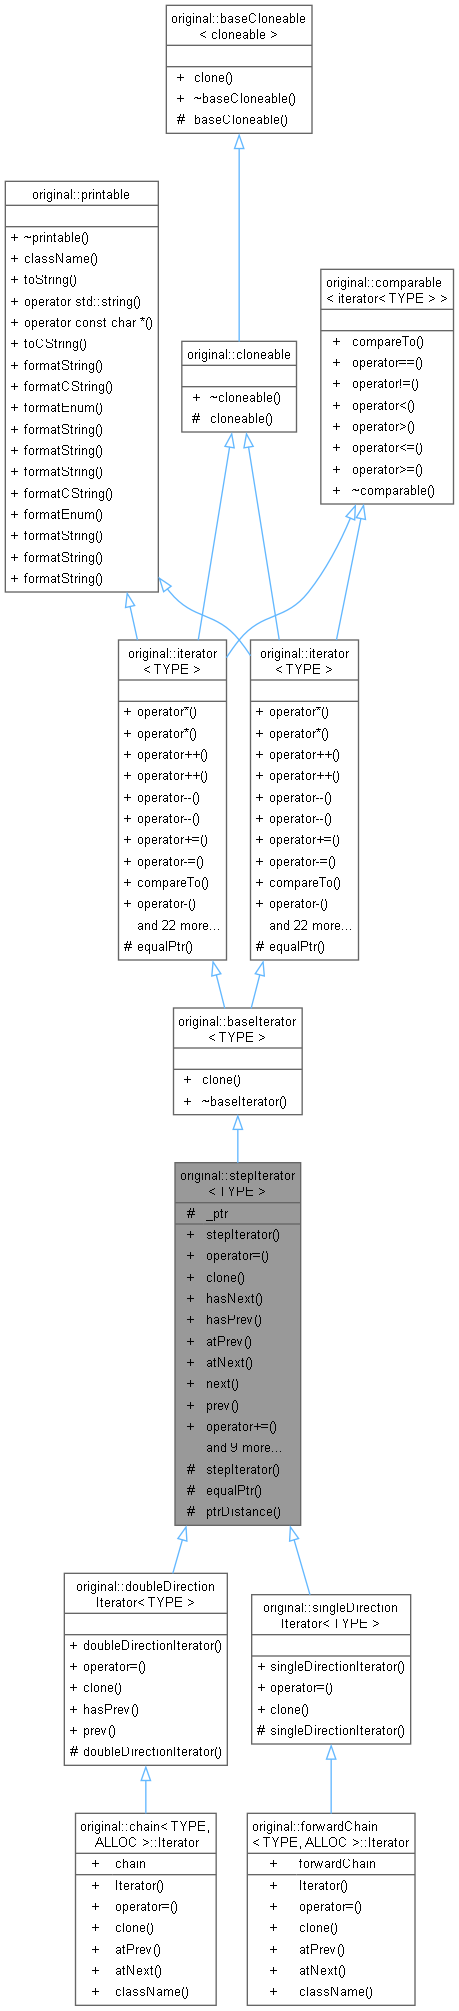 original::baseCloneable
< cloneable >
+ clone()
+ ~baseCloneable()
# baseCloneable()
original::printable
+ ~printable()
+ className()
+ toString()
+ operator std::string()
+ operator const char *()
+ toCString()
+ formatString()
+ formatCString()
+ formatEnum()
+ formatString()
+ formatString()
+ formatString()
+ formatCString()
+ formatEnum()
+ formatString()
+ formatString()
+ formatString()
original::cloneable
+ ~cloneable()
# cloneable()
original::comparable
< iterator< TYPE > >
+ compareTo()
+ operator==()
+ operator!=()
+ operator<()
+ operator>()
+ operator<=()
+ operator>=()
+ ~comparable()
original::iterator
< TYPE >
+ operator*()
+ operator*()
+ operator++()
+ operator++()
+ operator--()
+ operator--()
+ operator+=()
+ operator-=()
+ compareTo()
+ operator-()
and 22 more...
# equalPtr()
original::iterator
< TYPE >
+ operator*()
+ operator*()
+ operator++()
+ operator++()
+ operator--()
+ operator--()
+ operator+=()
+ operator-=()
+ compareTo()
+ operator-()
and 22 more...
# equalPtr()
original::baseIterator
< TYPE >
+ clone()
+ ~baseIterator()
original::stepIterator
< TYPE >
# _ptr
+ stepIterator()
+ operator=()
+ clone()
+ hasNext()
+ hasPrev()
+ atPrev()
+ atNext()
+ next()
+ prev()
+ operator+=()
and 9 more...
# stepIterator()
# equalPtr()
# ptrDistance()
original::doubleDirection
Iterator< TYPE >
+ doubleDirectionIterator()
+ operator=()
+ clone()
+ hasPrev()
+ prev()
# doubleDirectionIterator()
original::singleDirection
Iterator< TYPE >
+ singleDirectionIterator()
+ operator=()
+ clone()
# singleDirectionIterator()
original::chain< TYPE,
ALLOC >::Iterator
+ chain
+ Iterator()
+ operator=()
+ clone()
+ atPrev()
+ atNext()
+ className()
original::forwardChain
< TYPE, ALLOC >::Iterator
+ forwardChain
+ Iterator()
+ operator=()
+ clone()
+ atPrev()
+ atNext()
+ className()